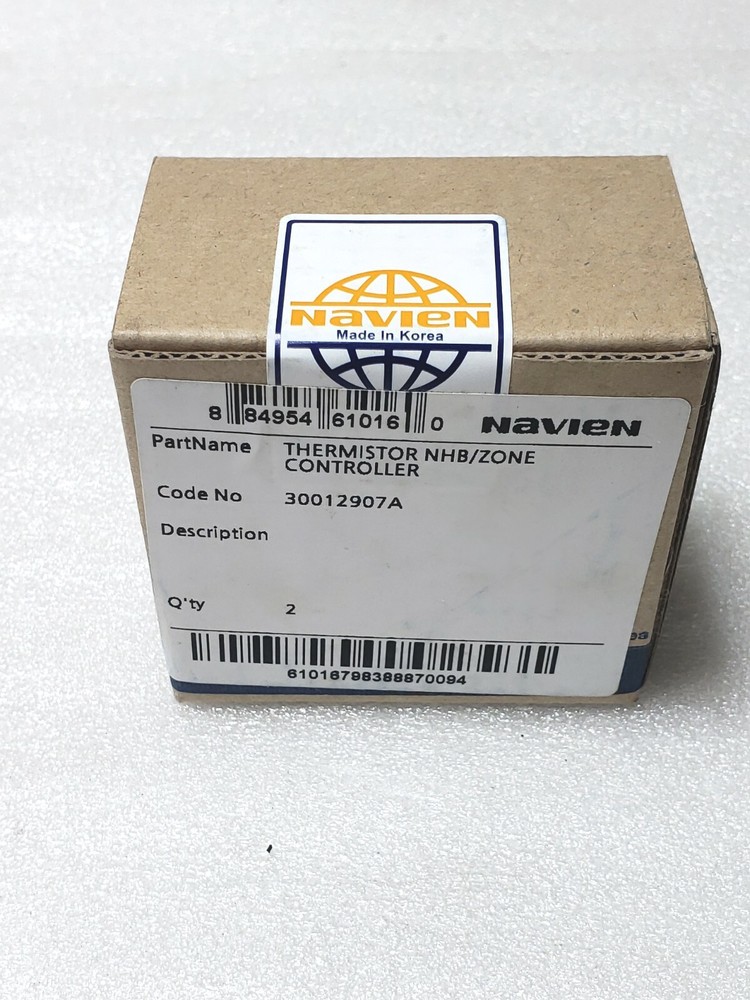 NAVIEN
Made In Korea
8 84954 61016 0
NAVIEN
PartName THERMISTOR NHB/ZONE
CONTROLLER
Code No 30012907A
Description
Q'ty 2
61016798388870094